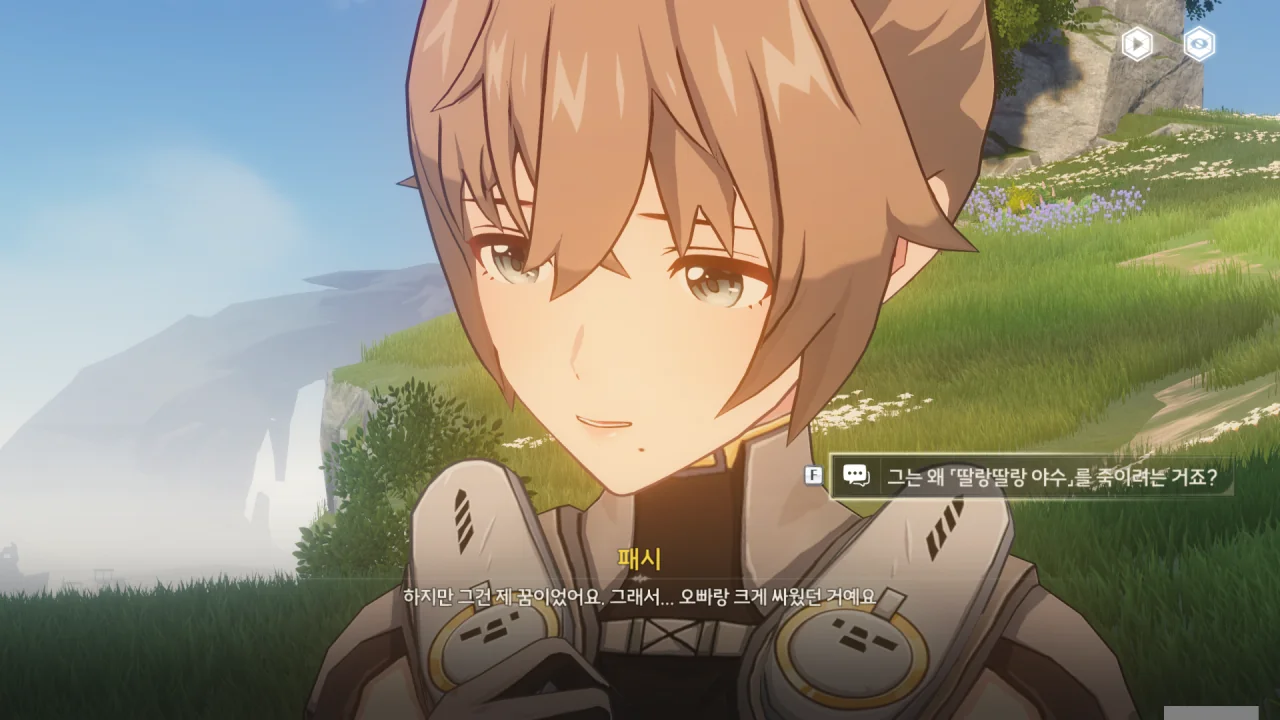 F
그는 왜 「딸랑딸랑 야수」를 죽이려는 거죠?
패시
하지만 그건 제 꿈이었어요. 그래서... 오빠랑 크게 싸웠던 거예요